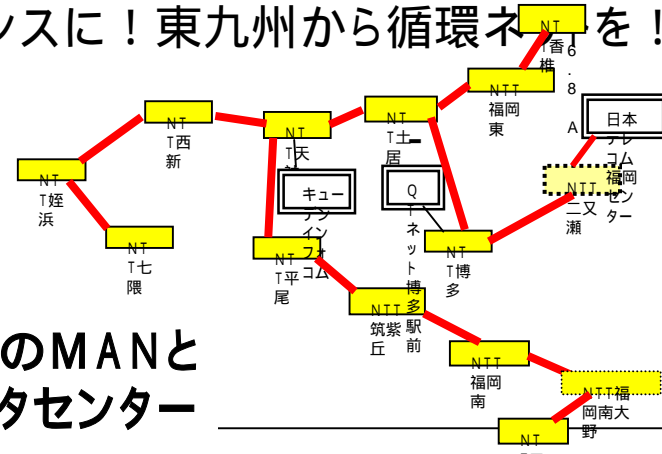 ンスに！東九州から循環ネットを！
NTT香椎
6.8
A
NTT福岡東
日本テレコム福岡センター
NTT西新
NTT天神
NTT土居
NTT姪浜
キューデンインフォコム
QTネット博多駅前
NTT二又瀬
NTT七隈
NTT平尾
NTT博多
NTT筑紫丘
のMANと
NTT福岡南
タセンター
NTT福岡南大野
NT